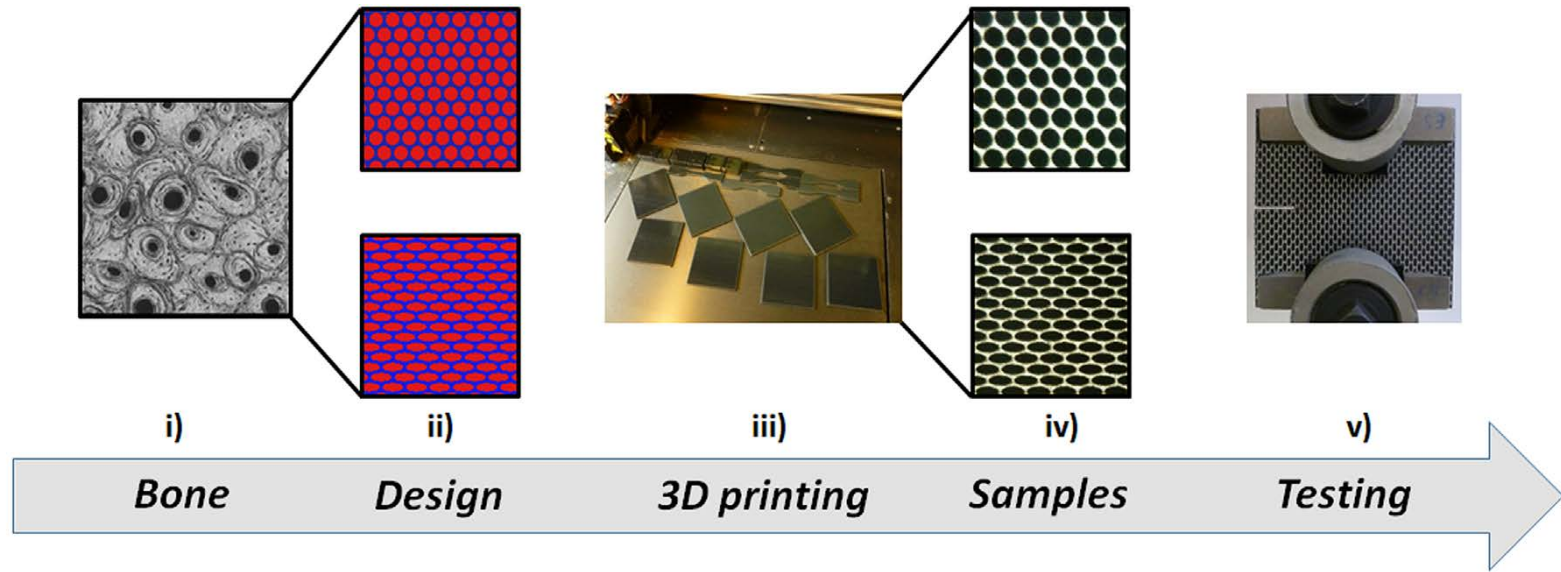 i)
ii)
iii)
iv)
v)
Bone
Design
3D printing
Samples
Testing